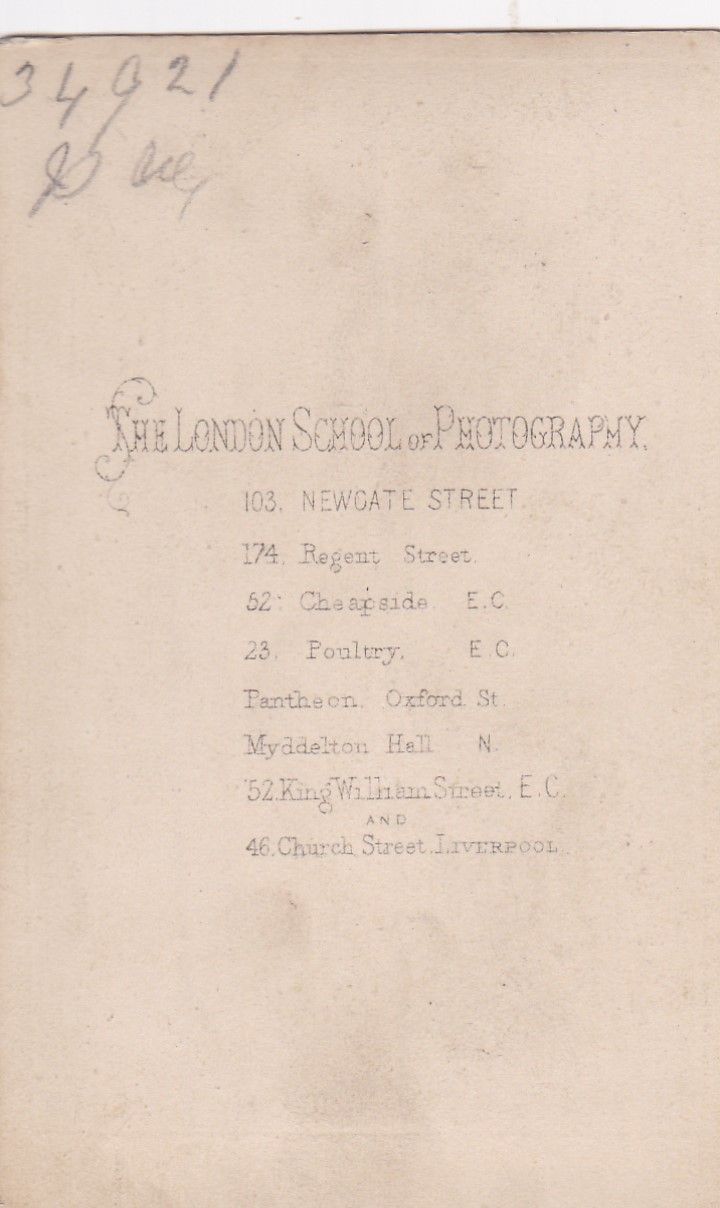 34921
THE LONDON SCHOOL OF PHOTOGRAPHY.
103. NEWGATE STREET
174. Regent Street.
52. Cheapside. E.C.
23. Poultry. E.C.
Pantheon. Oxford St.
Myddelton Hall N.
52. King William Street. E.C.
AND
46. Church Street. LIVERPOOL.